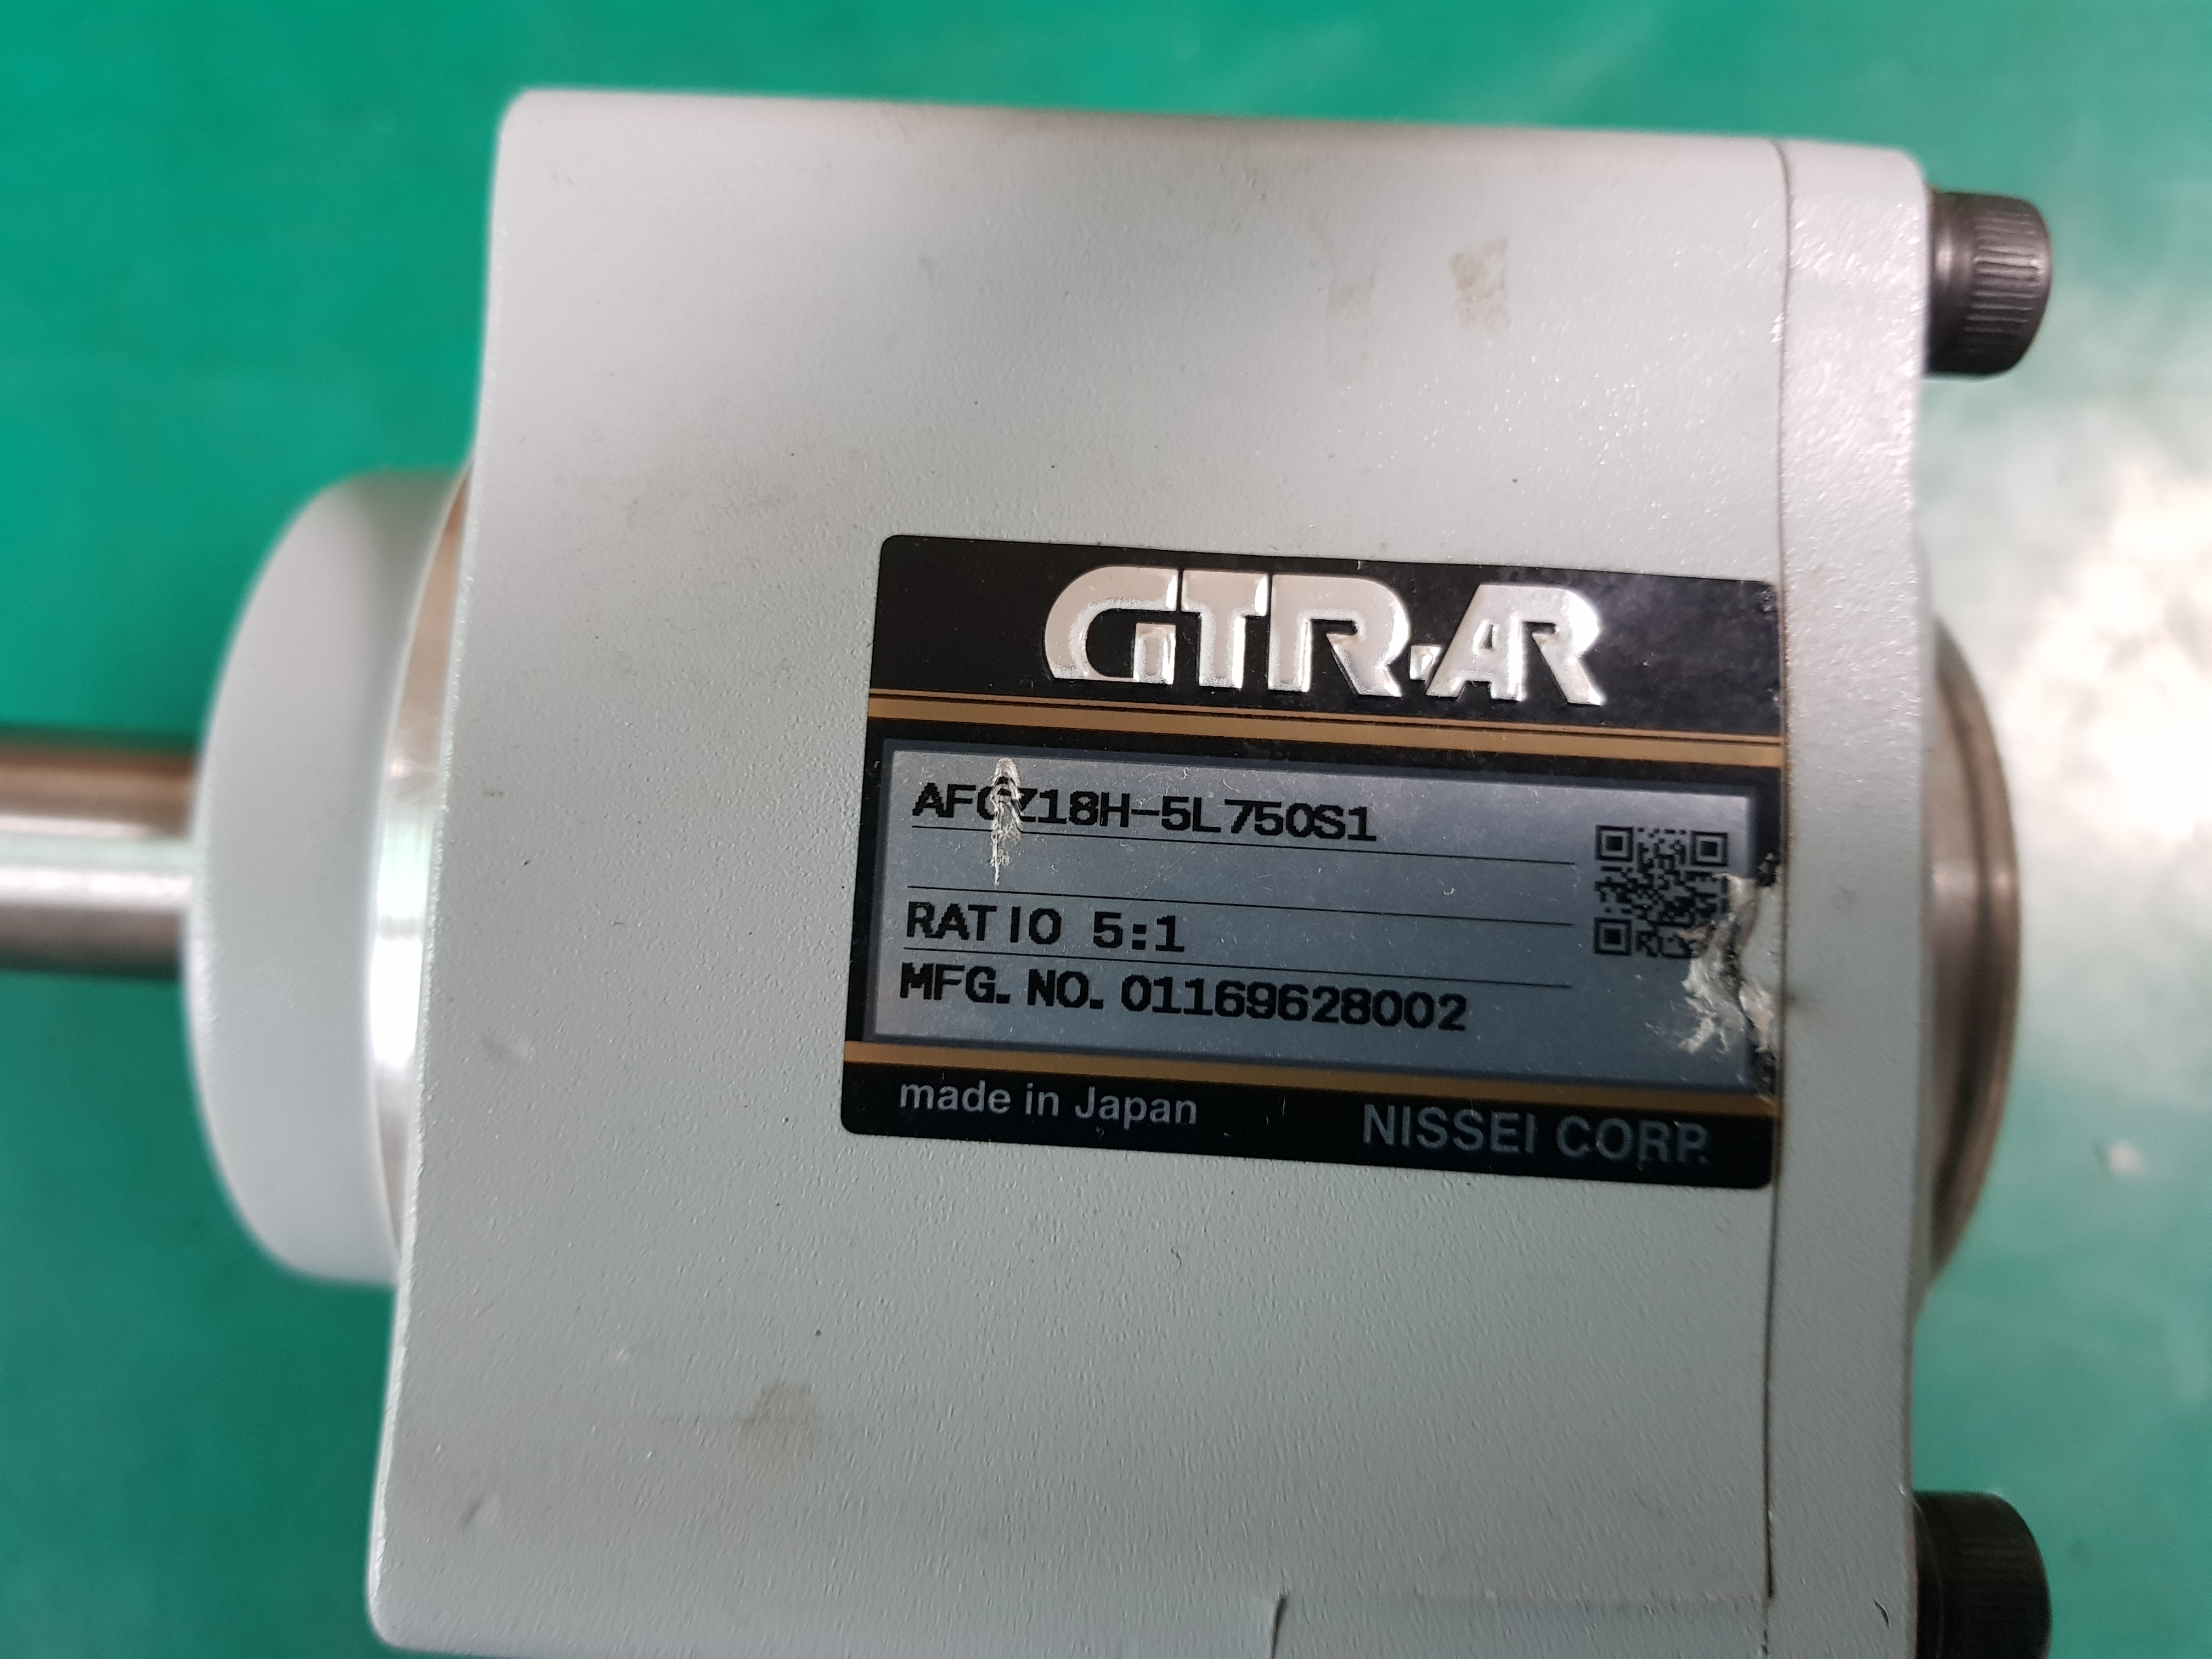 GTR-AR
AFCZ18H-5L750S1
RATIO 5:1
MFG. NO. 01169628002
made in Japan
NISSEI CORP.